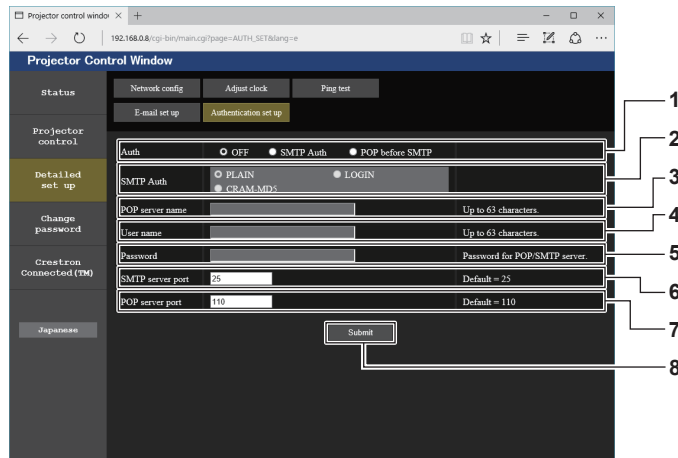 Projector control windov
192.168.0.8/cgi-bin/main.cgi?page=AUTH_SET&lang=e
Projector Control Window
Status
Network config
Adjust clock
Ping test
E-mail set up
Authentication set up
1
Projector
control
Auth
OFF
SMTP Auth
POP before SMTP
2
Detailed
set up
SMTP Auth
PLAIN
LOGIN
CRAM-MD5
3
POP server name
Up to 63 characters.
4
Change
password
User name
Up to 63 characters.
5
Password
Password for POP/SMTP server.
Crestron
Connected(TM)
6
SMTP server port
25
Default = 25
7
POP server port
110
Default = 110
Japanese
Submit
8